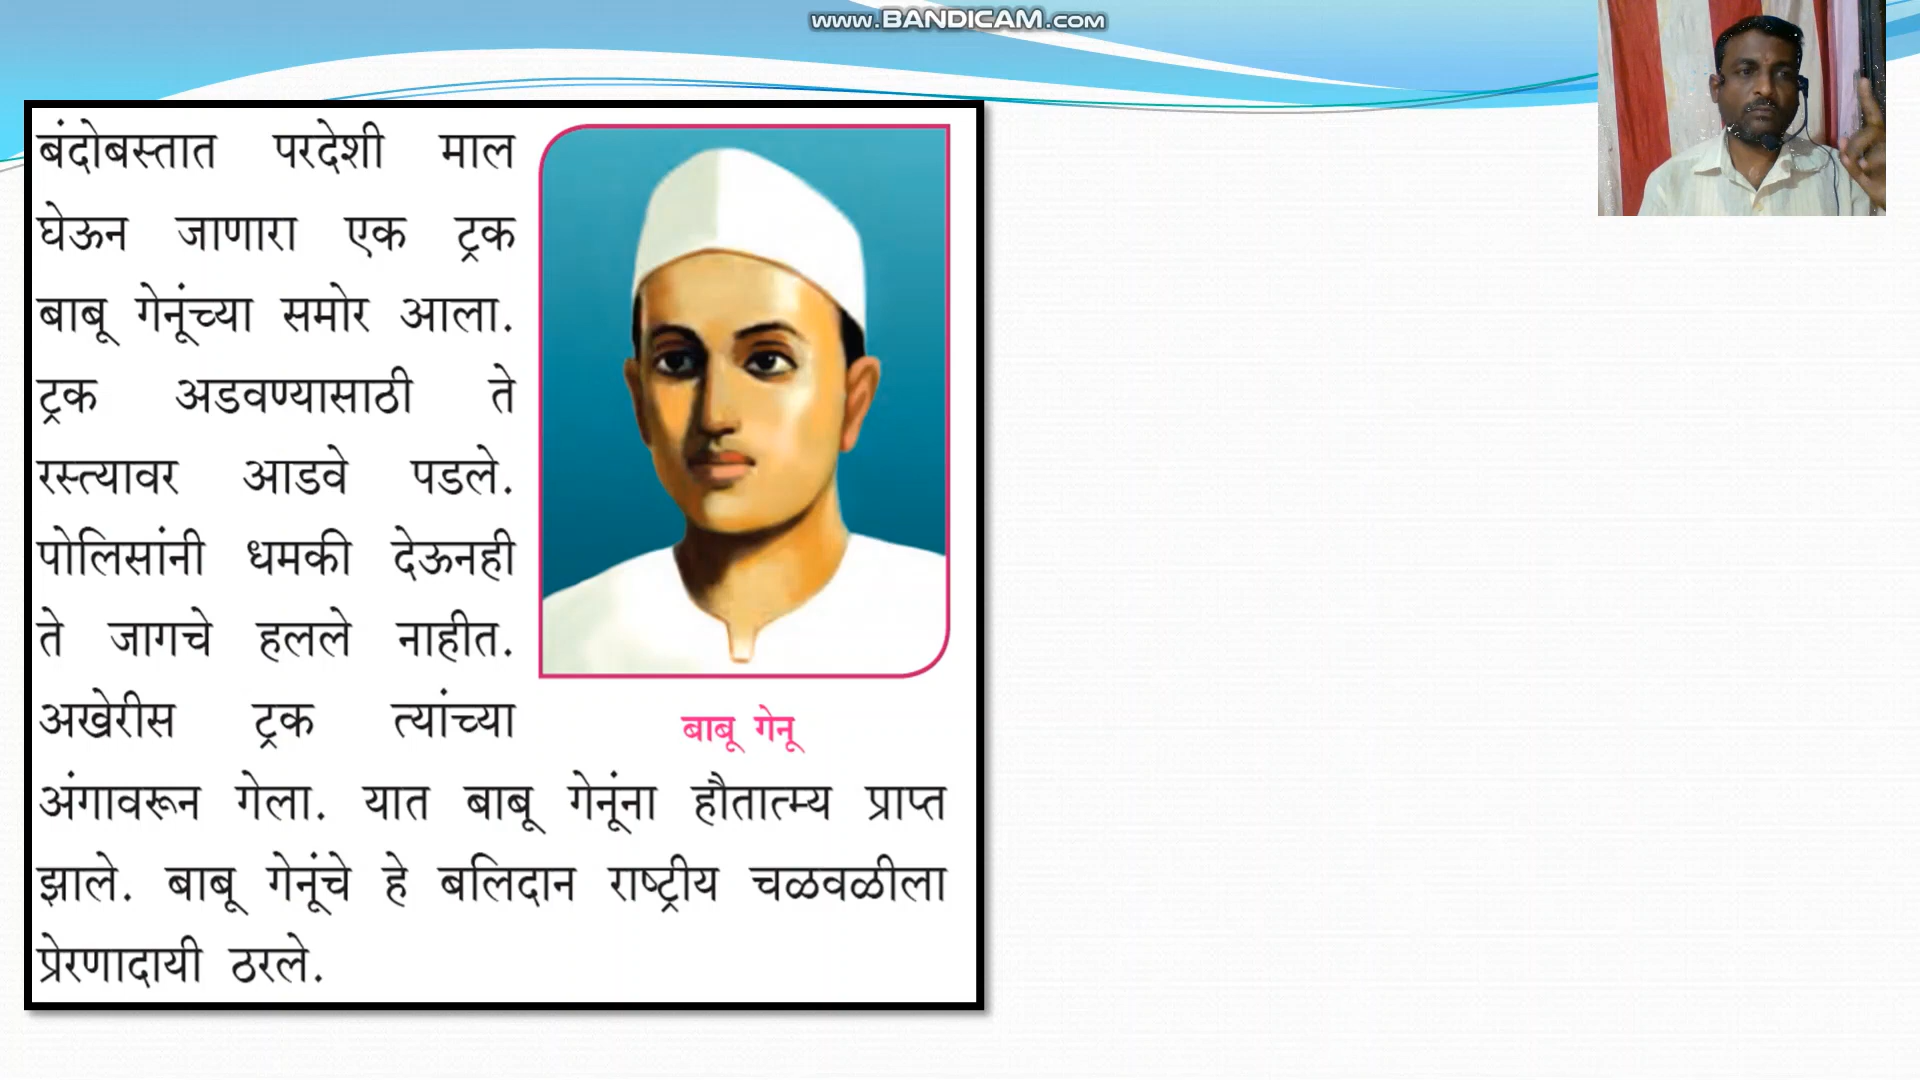 www.BANDICAM.com
बंदोबस्तात परदेशी माल
घेऊन जाणारा एक ट्रक
बाबू गेनूंच्या समोर आला.
ट्रक अडवण्यासाठी ते
रस्त्यावर आडवे पडले.
पोलिसांनी धमकी देऊनही
ते जागचे हलले नाहीत.
अखेरीस ट्रक त्यांच्या
बाबू गेनू
अंगावरून गेला. यात बाबू गेनूंना हौतात्म्य प्राप्त
झाले. बाबू गेनूंचे हे बलिदान राष्ट्रीय चळवळीला
प्रेरणादायी ठरले.